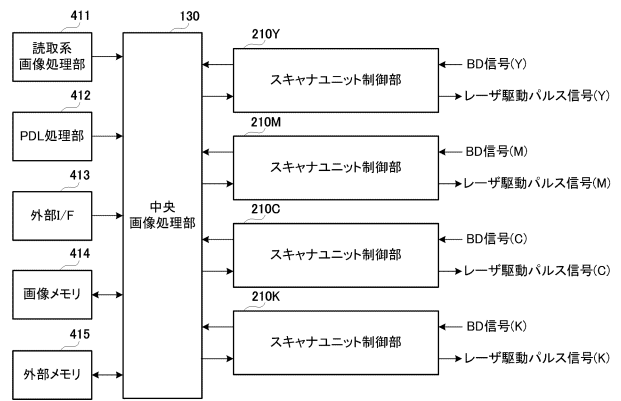 411
読取系
画像処理部
412
PDL処理部
413
外部I/F
414
画像メモリ
415
外部メモリ
130
中央
画像処理部
210Y
スキャナユニット制御部
BD信号(Y)
レーザ駆動パルス信号(Y)
210M
スキャナユニット制御部
BD信号(M)
レーザ駆動パルス信号(M)
210C
スキャナユニット制御部
BD信号(C)
レーザ駆動パルス信号(C)
210K
スキャナユニット制御部
BD信号(K)
レーザ駆動パルス信号(K)